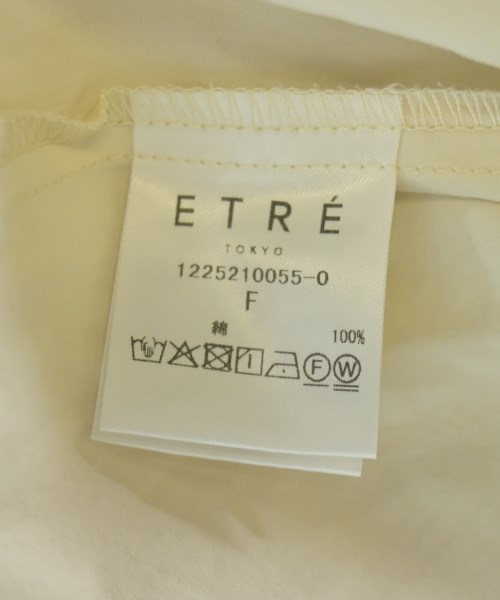 ETRÉ
TOKYO
1225210055-0
F
綿 100%
F W